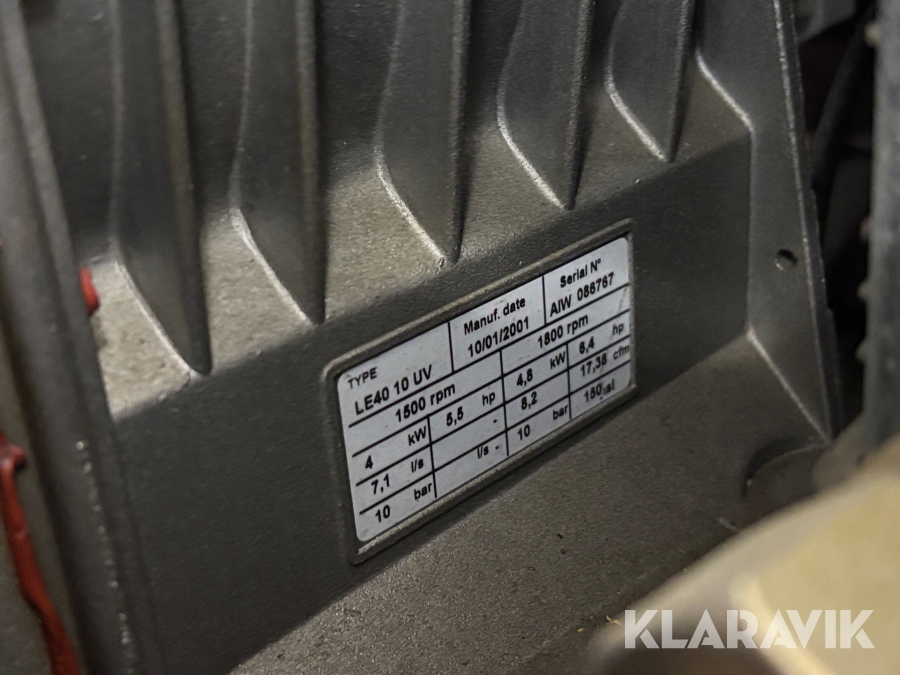 TYPE
LE40 10 UV
Manuf. date
10/01/2001
Serial N°
AIW 086767
1500 rpm
1800 rpm
4 kW 5,5 hp 4,8 kW 6,4 hp
7,1 l/s - 8,2 l/s - 17,38 cfm
10 bar 10 bar 150
KLARAVIK